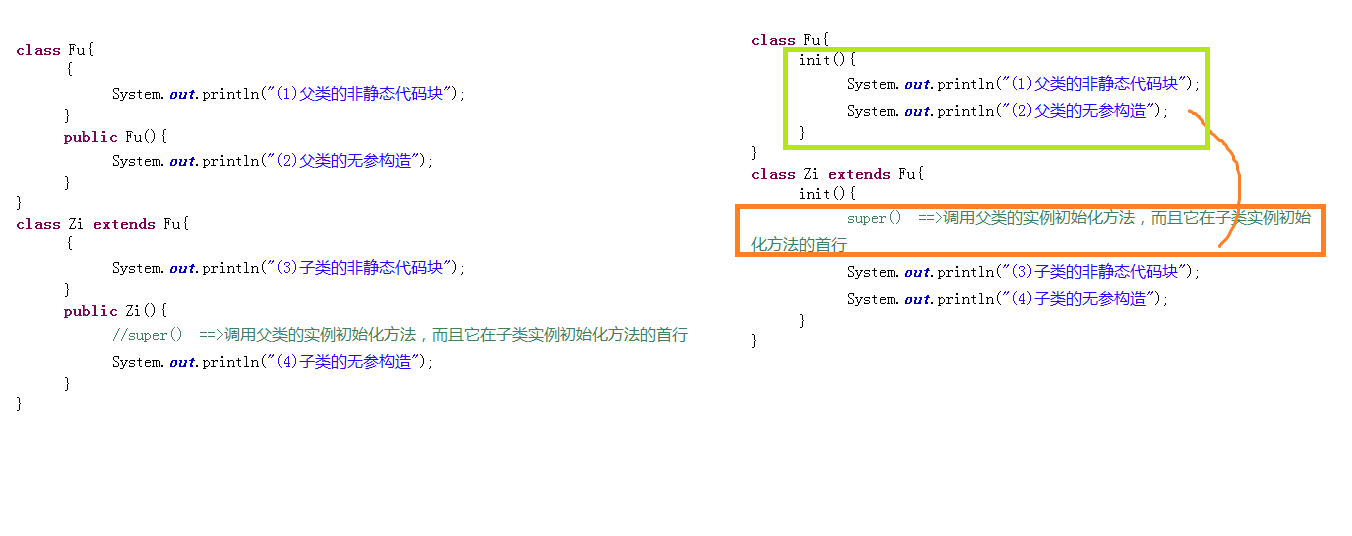 class Fu{
{
System.out.println("(1)父类的非静态代码块");
}
public Fu(){
System.out.println("(2)父类的无参构造");
}
}
class Zi extends Fu{
{
System.out.println("(3)子类的非静态代码块");
}
public Zi(){
//super() ==>调用父类的实例初始化方法，而且它在子类实例初始化方法的首行
System.out.println("(4)子类的无参构造");
}
}
class Fu{
init(){
System.out.println("(1)父类的非静态代码块");
System.out.println("(2)父类的无参构造");
}
}
class Zi extends Fu{
init(){
super() ==>调用父类的实例初始化方法，而且它在子类实例初始
化方法的首行
System.out.println("(3)子类的非静态代码块");
System.out.println("(4)子类的无参构造");
}
}